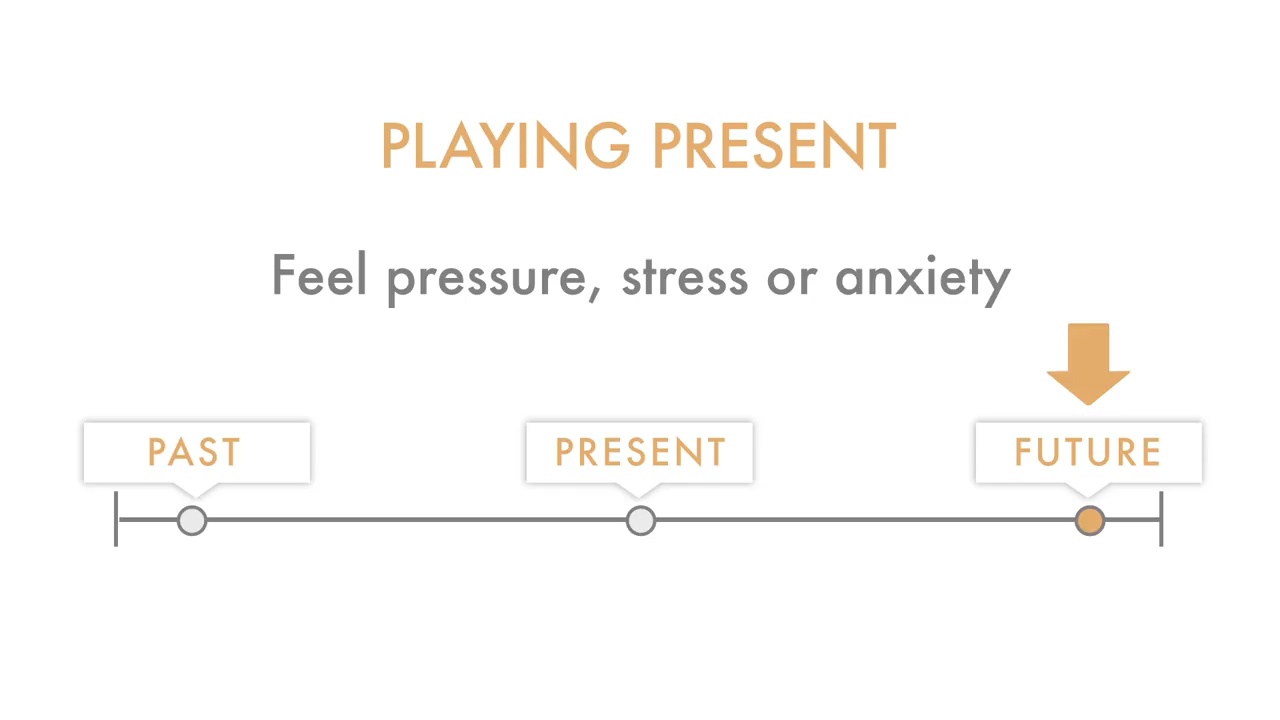 PLAYING PRESENT
Feel pressure, stress or anxiety
PAST
PRESENT
FUTURE